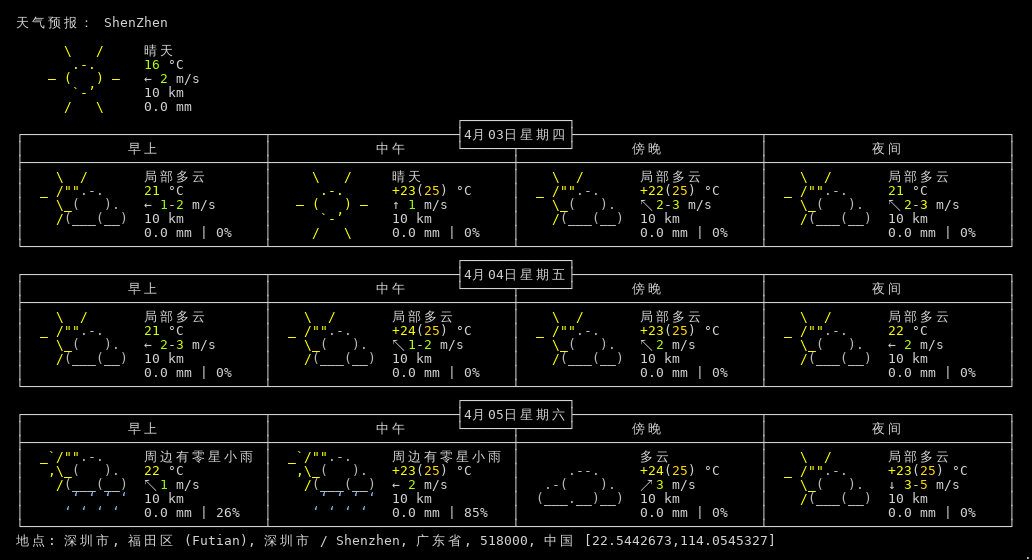 天气预报： ShenZhen
晴天
16 °C
← 2 m/s
10 km
0.0 mm
4月03日星期四
早上 中午 傍晚 夜间
局部多云 晴天 局部多云 局部多云
21 °C +23(25) °C +22(25) °C 21 °C
← 1-2 m/s ↑ 1 m/s ↖ 2-3 m/s ↖ 2-3 m/s
10 km 10 km 10 km 10 km
0.0 mm | 0% 0.0 mm | 0% 0.0 mm | 0% 0.0 mm | 0%
4月04日星期五
早上 中午 傍晚 夜间
局部多云 局部多云 局部多云 局部多云
21 °C +24(25) °C +23(25) °C 22 °C
← 2-3 m/s ↖ 1-2 m/s ↖ 2 m/s ← 2 m/s
10 km 10 km 10 km 10 km
0.0 mm | 0% 0.0 mm | 0% 0.0 mm | 0% 0.0 mm | 0%
4月05日星期六
早上 中午 傍晚 夜间
周边有零星小雨 周边有零星小雨 多云 局部多云
22 °C +23(25) °C +24(25) °C +23(25) °C
↖ 1 m/s ← 2 m/s ↗ 3 m/s ↓ 3-5 m/s
10 km 10 km 10 km 10 km
0.0 mm | 26% 0.0 mm | 85% 0.0 mm | 0% 0.0 mm | 0%
地点: 深圳市, 福田区 (Futian), 深圳市 / Shenzhen, 广东省, 518000, 中国 [22.5442673,114.0545327]